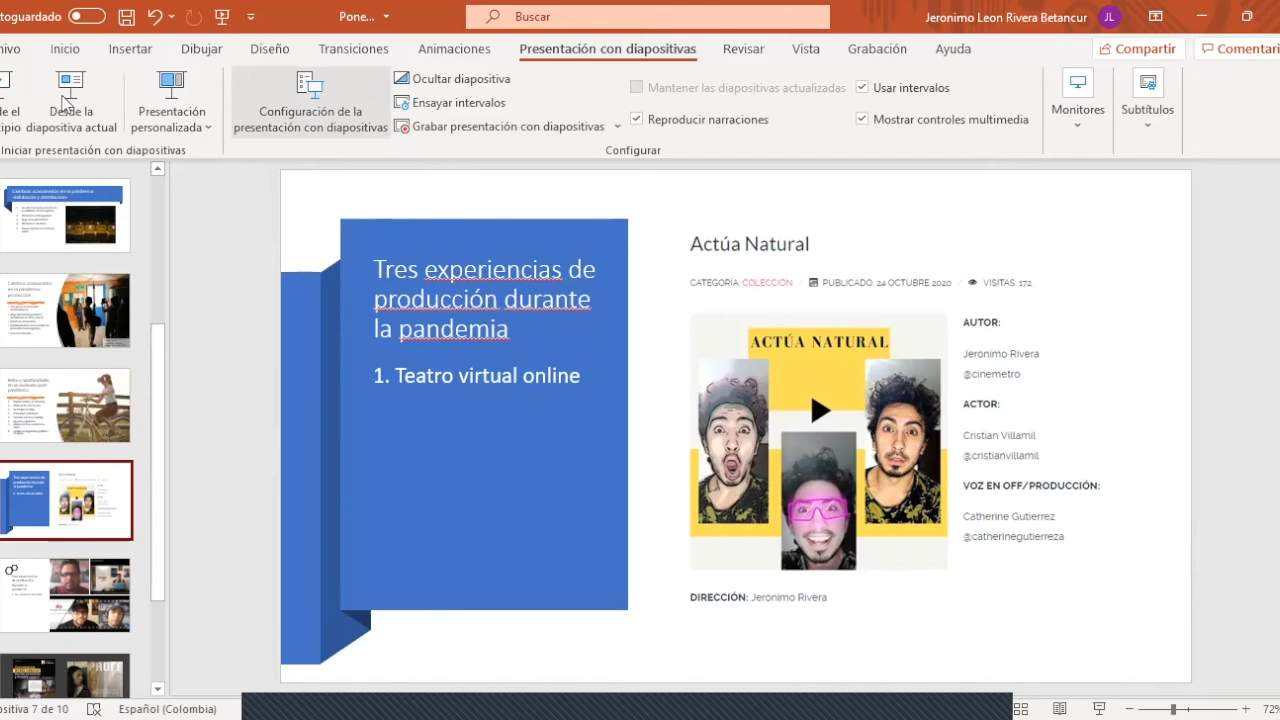 toguardado
Pone...
Buscar
Jeronimo Leon Rivera Betancur
JL
ivo
Inicio
Insertar
Dibujar
Diseño
Transiciones
Animaciones
Presentación con diapositivas
Revisar
Vista
Grabación
Ayuda
Compartir
Comentari
de el
cipio
Desde la
diapositiva actual
Presentación
personalizada
Configuración de la
presentación con diapositivas
Ocultar diapositiva
Ensayar intervalos
Grabar presentación con diapositivas
Mantener las diapositivas actualizadas
Reproducir narraciones
Usar intervalos
Mostrar controles multimedia
Monitores
Subtítulos
Iniciar presentación con diapositivas
Configurar
Tres experiencias de
producción durante
la pandemia
1. Teatro virtual online
Actúa Natural
CATEGORÍA: COLECCIÓN / PUBLICADO: 24 OCTUBRE 2020 / VISITAS: 172
ACTÚA NATURAL
AUTOR:
Jerónimo Rivera
@cinemetro
ACTOR:
Cristian Villamil
@cristianvillamil
VOZ EN OFF/PRODUCCIÓN:
Catherine Gutierrez
@catherinegutierreza
DIRECCIÓN: Jerónimo Rivera
ositiva 7 de 10
Español (Colombia)
72%